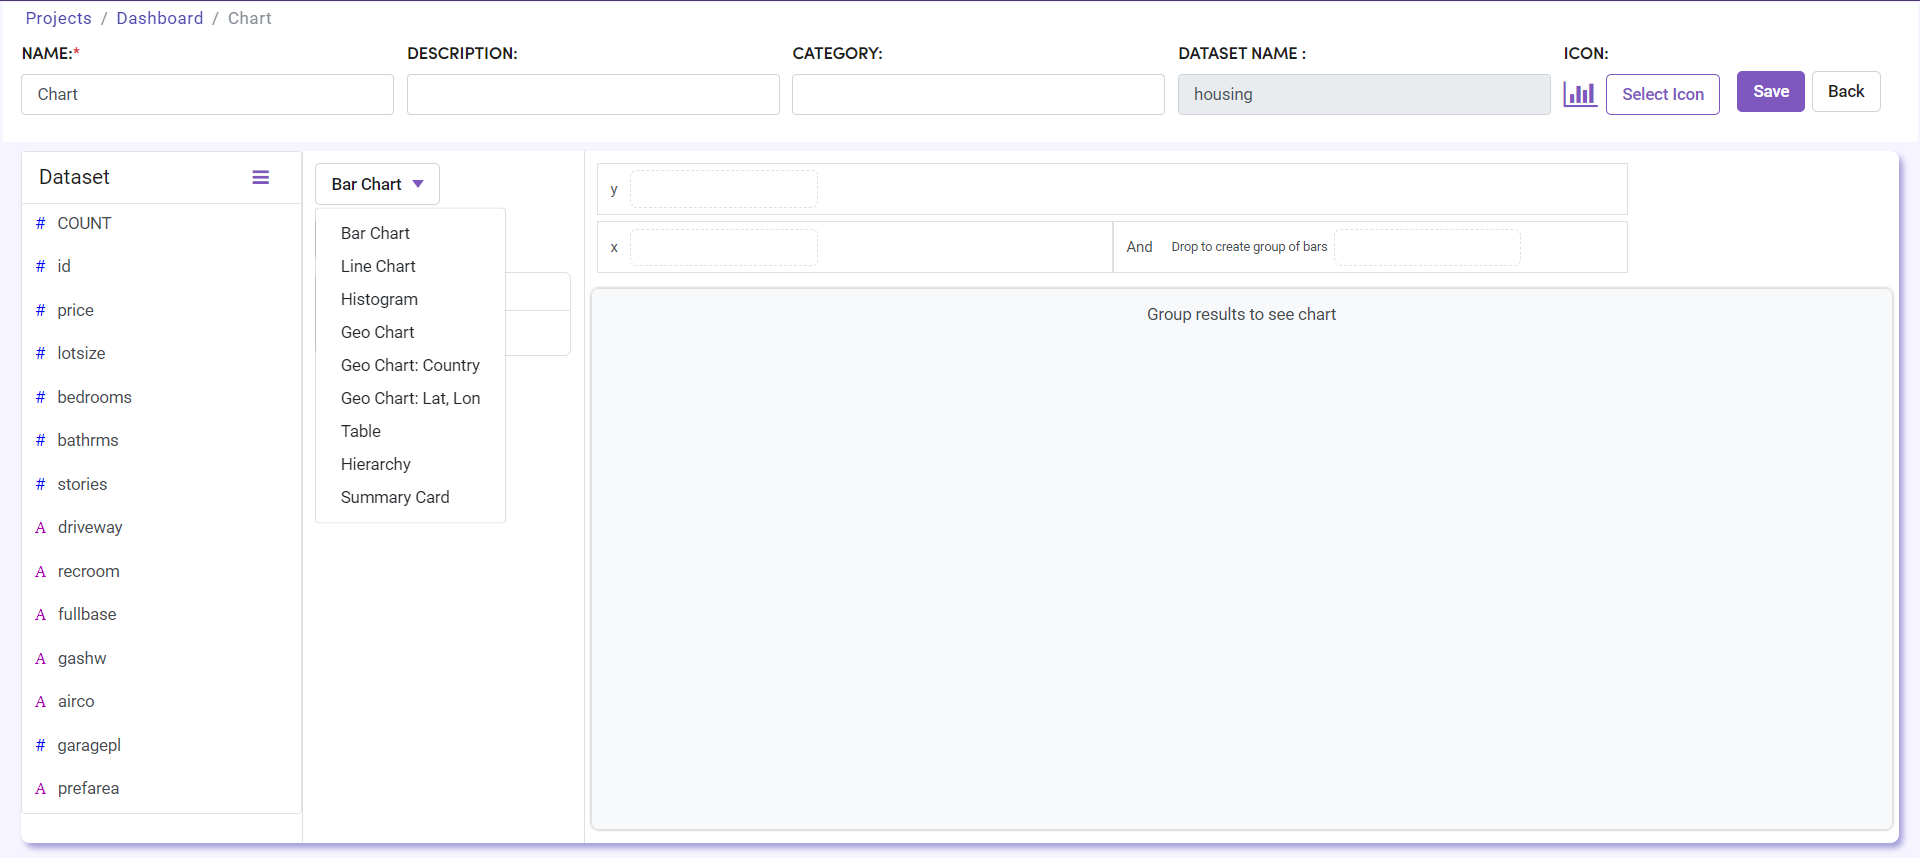 Projects / Dashboard / Chart
NAME:* DESCRIPTION: CATEGORY: DATASET NAME : ICON:
Chart housing Select Icon Save Back
Dataset
# COUNT
# id
# price
# lotsize
# bedrooms
# bathrms
# stories
A driveway
A recroom
A fullbase
A gashw
A airco
# garagepl
A prefarea
Bar Chart
Bar Chart
Line Chart
Histogram
Geo Chart
Geo Chart: Country
Geo Chart: Lat, Lon
Table
Hierarchy
Summary Card
y
x And Drop to create group of bars
Group results to see chart